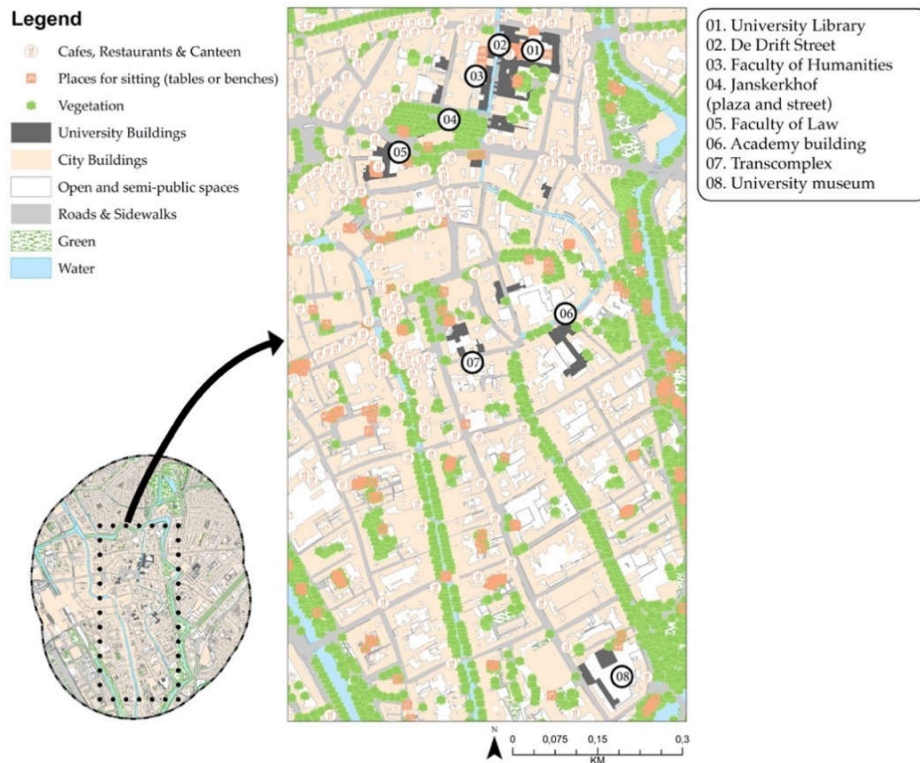 Legend
Cafes, Restaurants & Canteen
Places for sitting (tables or benches)
Vegetation
University Buildings
City Buildings
Open and semi-public spaces
Roads & Sidewalks
Green
Water
01. University Library
02. De Drift Street
03. Faculty of Humanities
04. Janskerkhof
(plaza and street)
05. Faculty of Law
06. Academy building
07. Transcomplex
08. University museum
02
01
03
04
05
06
07
08
N
0 0,075 0,15 0,3
KM